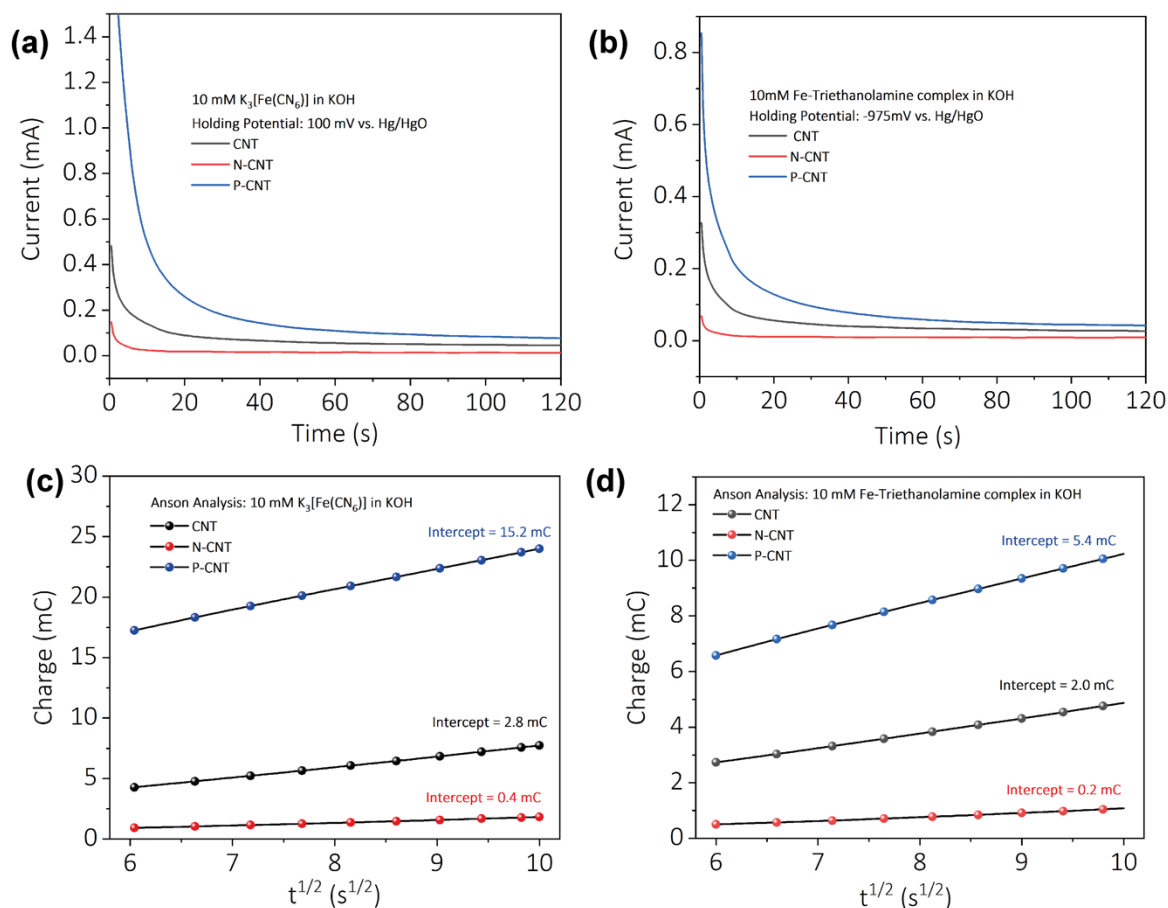 (a)
1.4
1.2
1.0
0.8
0.6
0.4
0.2
0.0
Current (mA)
10 mM K3[Fe(CN6)] in KOH
Holding Potential: 100 mV vs. Hg/HgO
CNT
N-CNT
P-CNT
0 20 40 60 80 100 120
Time (s)
(b)
0.8
0.6
0.4
0.2
0.0
Current (mA)
10mM Fe-Triethanolamine complex in KOH
Holding Potential: -975mV vs. Hg/HgO
CNT
N-CNT
P-CNT
0 20 40 60 80 100 120
Time (s)
(c)
30
25
20
15
10
5
0
Charge (mC)
Anson Analysis: 10 mM K3[Fe(CN6)] in KOH
CNT
N-CNT
P-CNT
Intercept = 15.2 mC
Intercept = 2.8 mC
Intercept = 0.4 mC
6 7 8 9 10
t1/2 (s1/2)
(d)
12
10
8
6
4
2
0
Charge (mC)
Anson Analysis: 10 mM Fe-Triethanolamine complex in KOH
CNT
N-CNT
P-CNT
Intercept = 5.4 mC
Intercept = 2.0 mC
Intercept = 0.2 mC
6 7 8 9 10
t1/2 (s1/2)